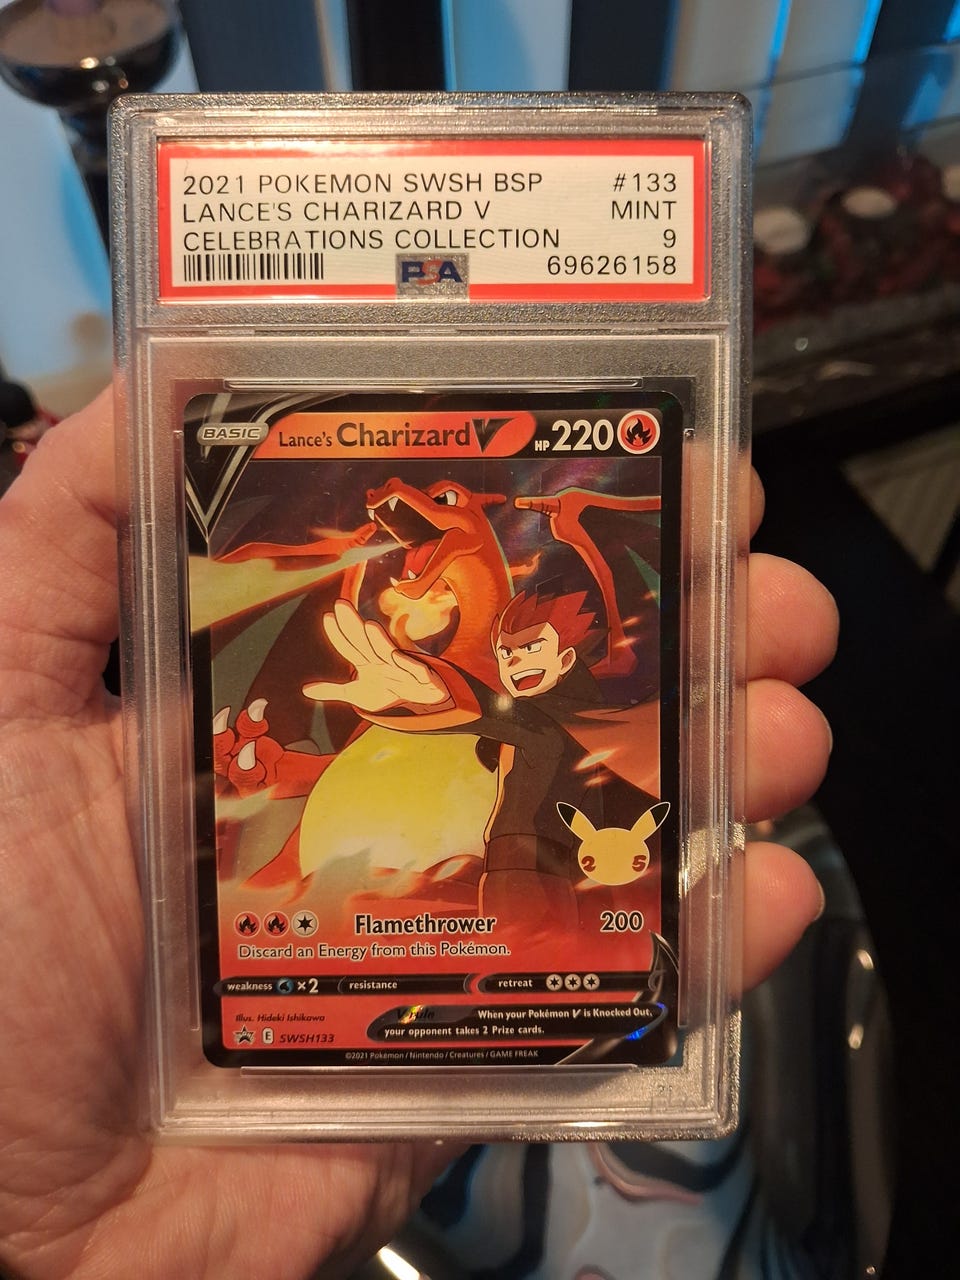 2021 POKEMON SWSH BSP #133
LANCE'S CHARIZARD V MINT
CELEBRATIONS COLLECTION 9
PSA 69626158
BASIC Lance's Charizard V HP 220
25
Flamethrower 200
Discard an Energy from this Pokémon.
weakness ×2 resistance retreat
Illus. Hideki Ishikawa
V rule When your Pokémon V is Knocked Out,
your opponent takes 2 Prize cards.
E SWSH133
©2021 Pokémon / Nintendo / Creatures / GAME FREAK